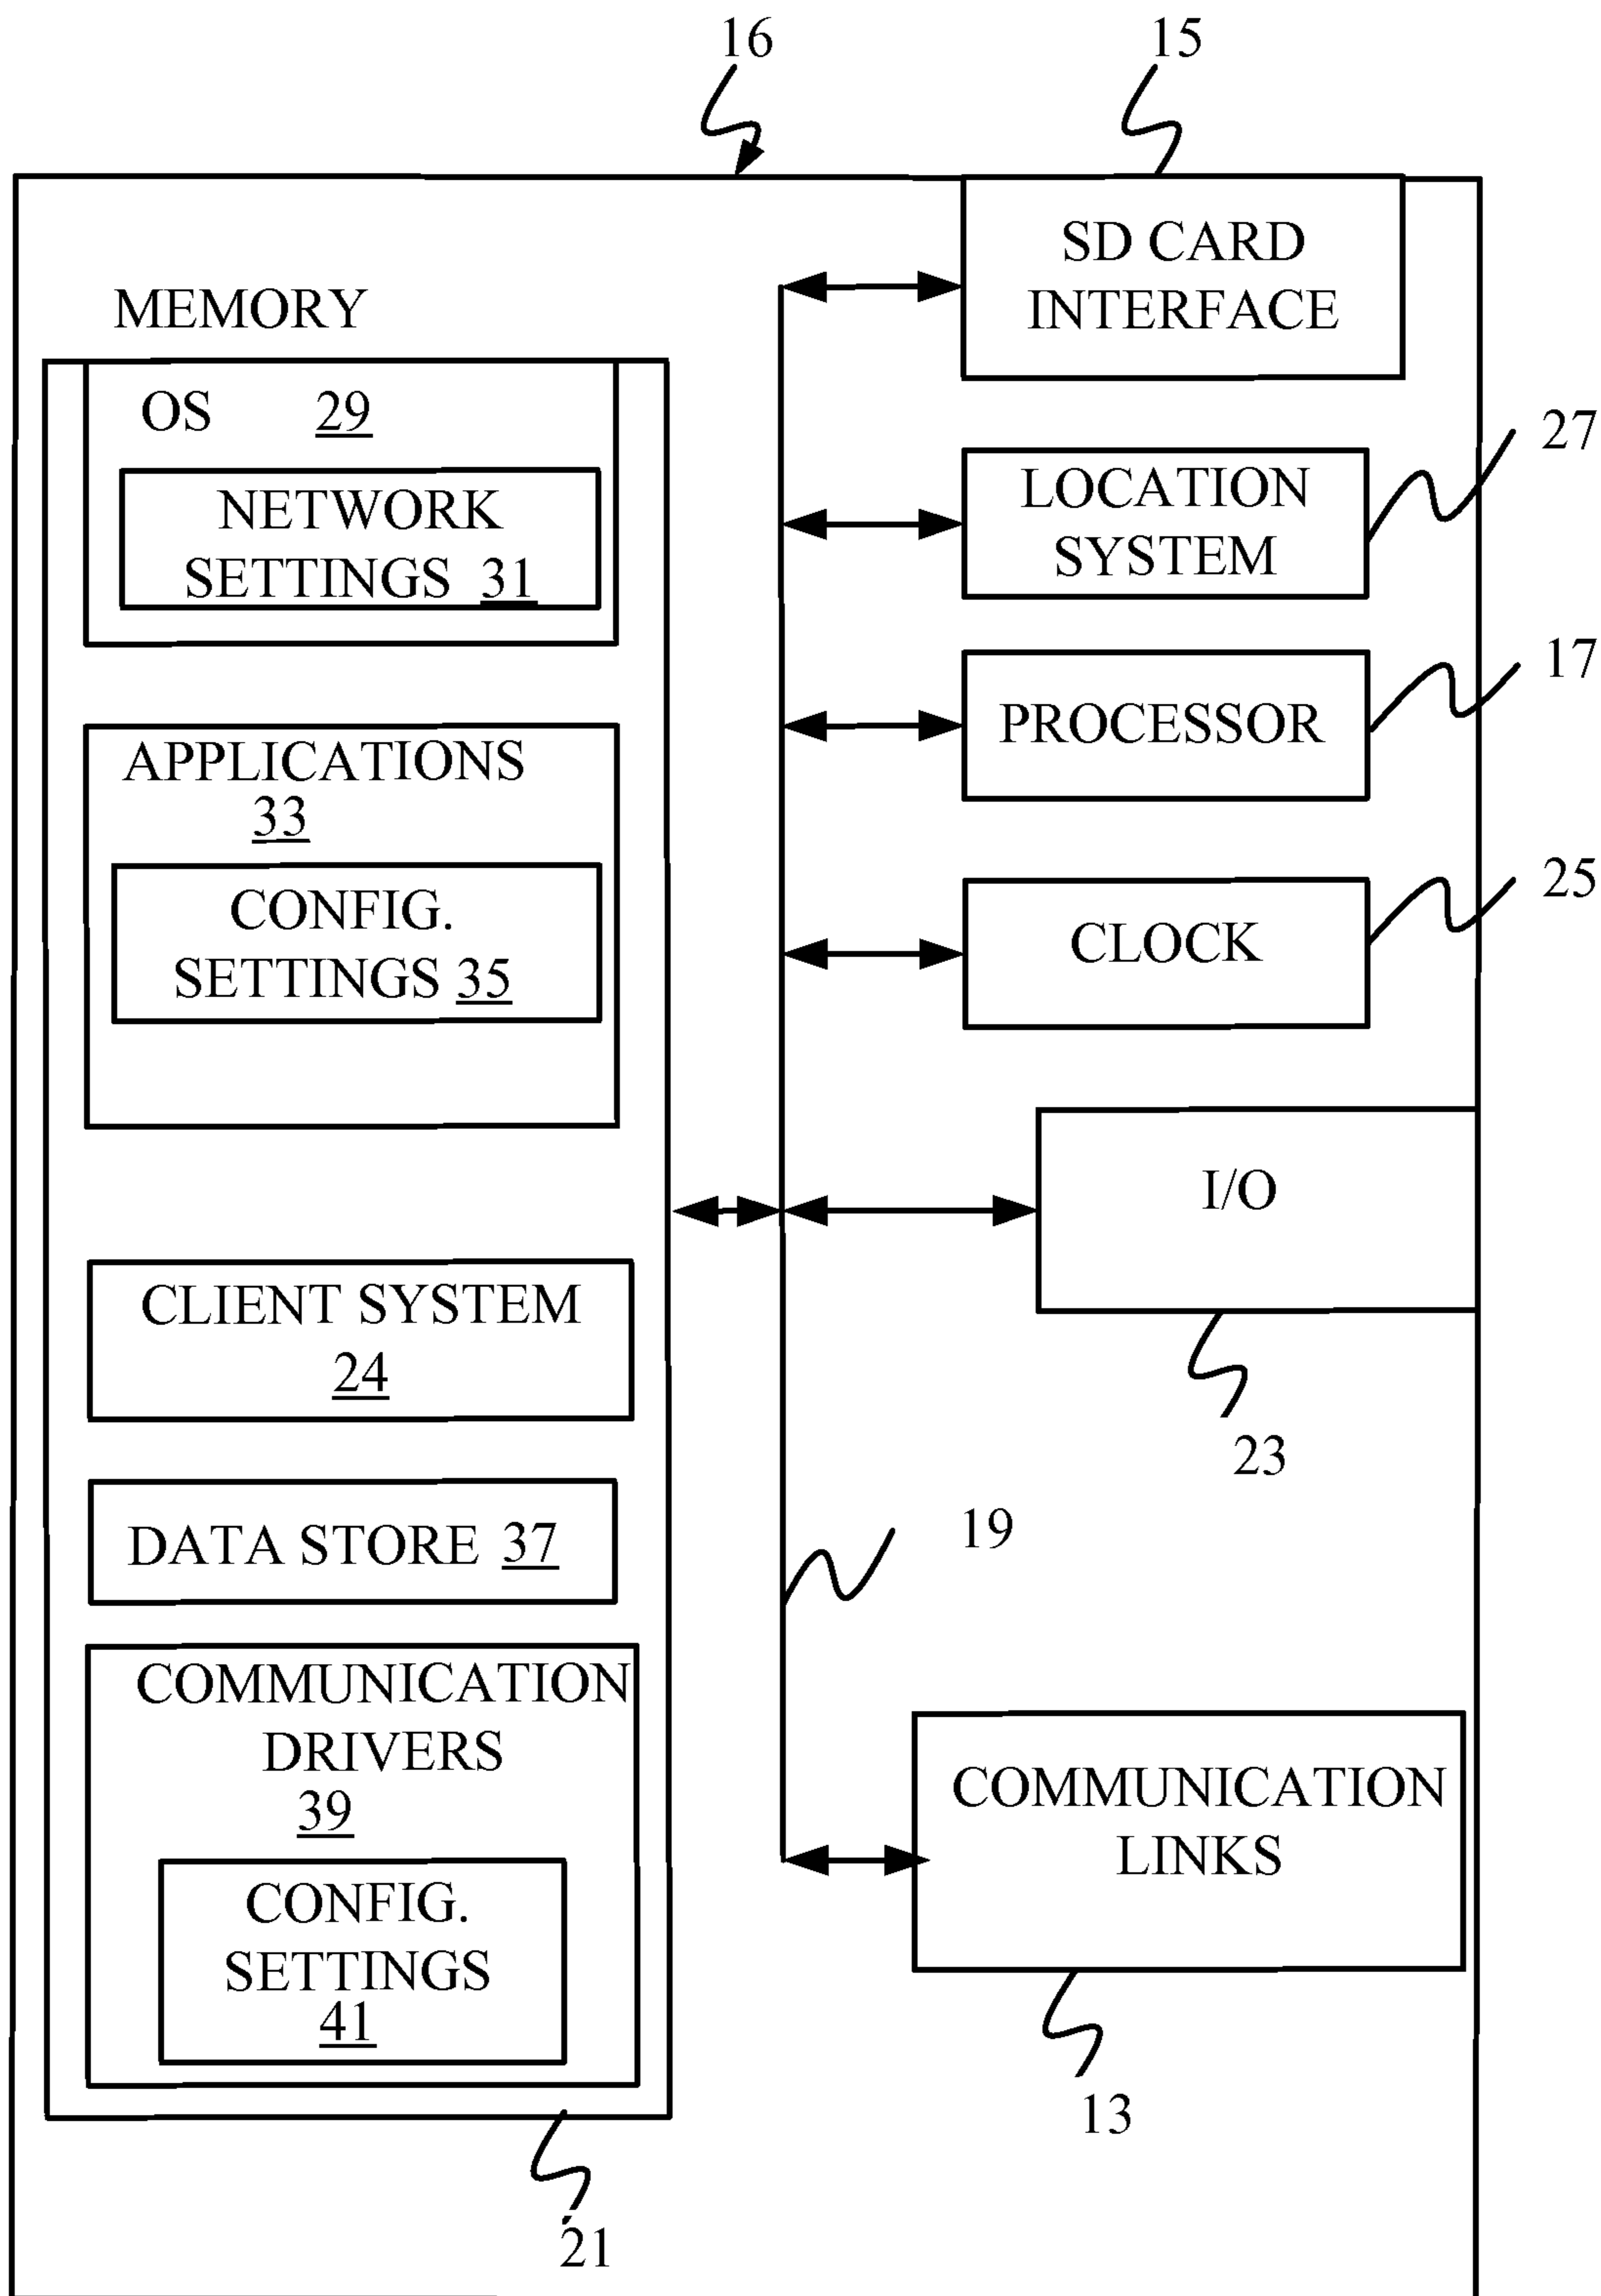 16
15
SD CARD
INTERFACE
MEMORY
OS 29
NETWORK
SETTINGS 31
27
LOCATION
SYSTEM
17
PROCESSOR
APPLICATIONS
33
CONFIG.
SETTINGS 35
25
CLOCK
I/O
23
CLIENT SYSTEM
24
19
DATA STORE 37
COMMUNICATION
DRIVERS
39
CONFIG.
SETTINGS
41
COMMUNICATION
LINKS
13
21